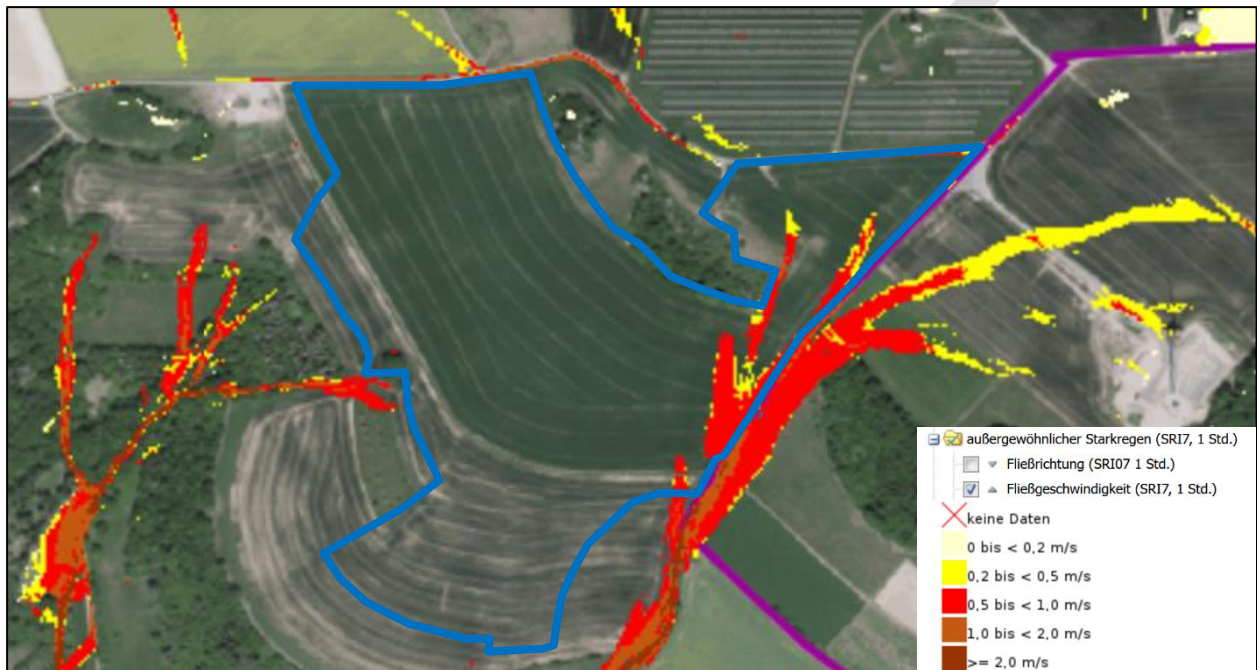 außergewöhnlicher Starkregen (SRI7, 1 Std.)
Fließrichtung (SRI07 1 Std.)
Fließgeschwindigkeit (SRI7, 1 Std.)
keine Daten
0 bis < 0,2 m/s
0,2 bis < 0,5 m/s
0,5 bis < 1,0 m/s
1,0 bis < 2,0 m/s
>= 2,0 m/s